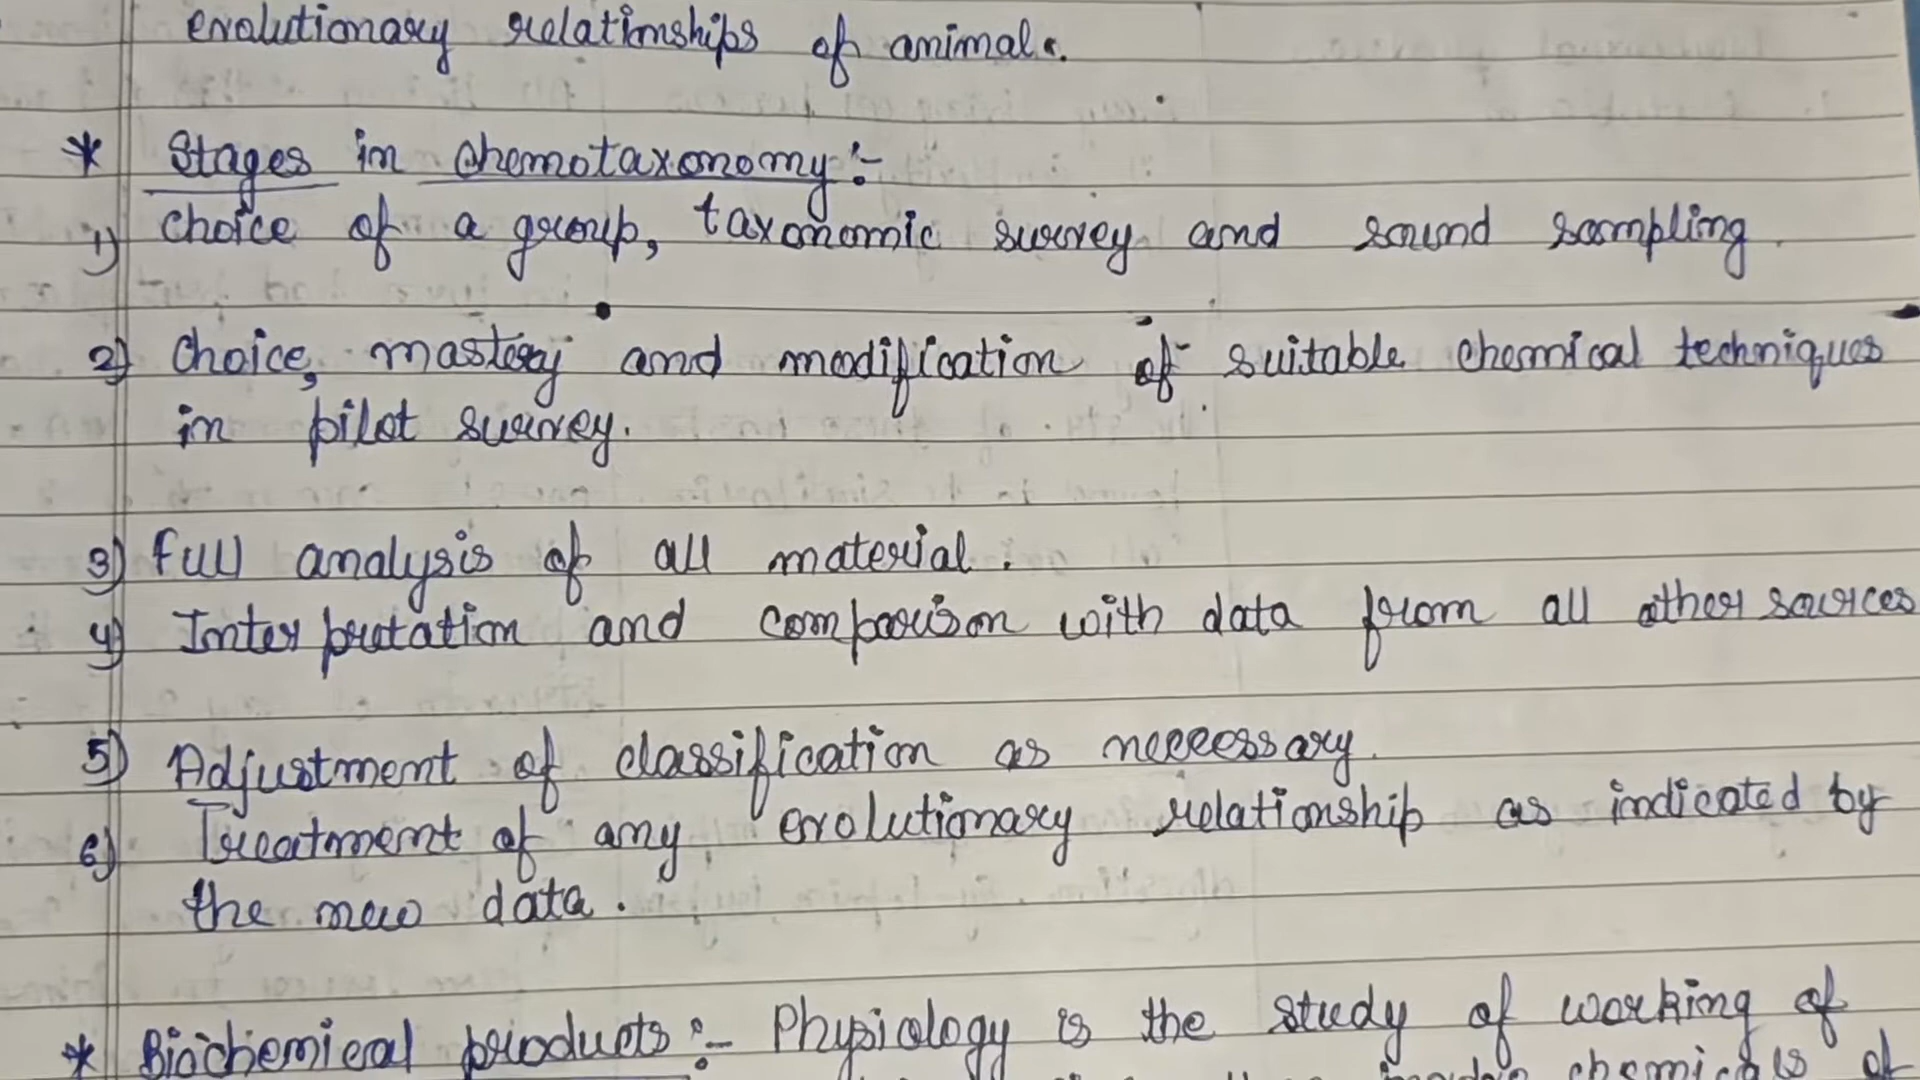 evolutionary relationships of animals.
* Stages in chemotaxonomy :-
1) Choice of a group, taxonomic survey and sound sampling.
2) Choice, mastery and modification of suitable chemical techniques
in pilot survey.
3) Full analysis of all material.
4) Interpretation and comparison with data from all other sources
5) Adjustment of classification as necessary.
6) Treatment of any evolutionary relationship as indicated by
the new data.
* Biochemical products :- Physiology is the study of working of
chemicals of